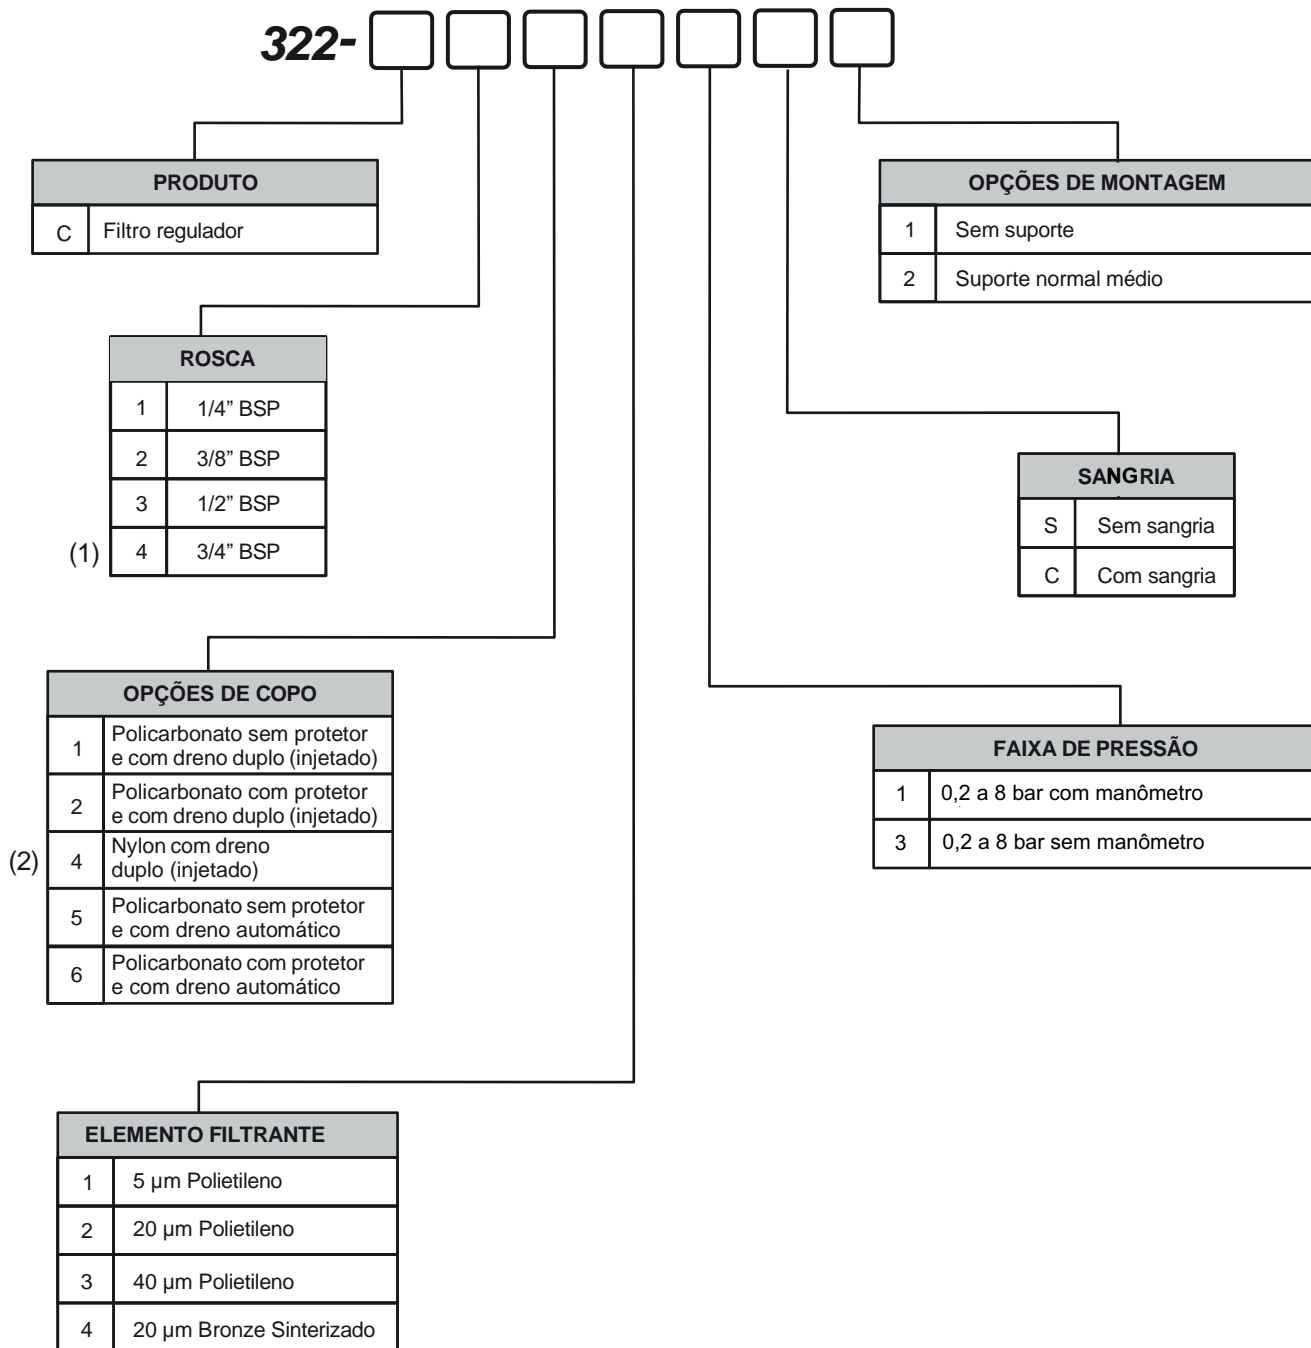 322-
PRODUTO
C Filtro regulador
OPÇÕES DE MONTAGEM
1 Sem suporte
2 Suporte normal médio
ROSCA
1 1/4” BSP
2 3/8” BSP
3 1/2” BSP
(1) 4 3/4” BSP
SANGRIA
S Sem sangria
C Com sangria
OPÇÕES DE COPO
1 Policarbonato sem protetor
e com dreno duplo (injetado)
2 Policarbonato com protetor
e com dreno duplo (injetado)
(2) 4 Nylon com dreno
duplo (injetado)
5 Policarbonato sem protetor
e com dreno automático
6 Policarbonato com protetor
e com dreno automático
FAIXA DE PRESSÃO
1 0,2 a 8 bar com manômetro
3 0,2 a 8 bar sem manômetro
ELEMENTO FILTRANTE
1 5 µm Polietileno
2 20 µm Polietileno
3 40 µm Polietileno
4 20 µm Bronze Sinterizado